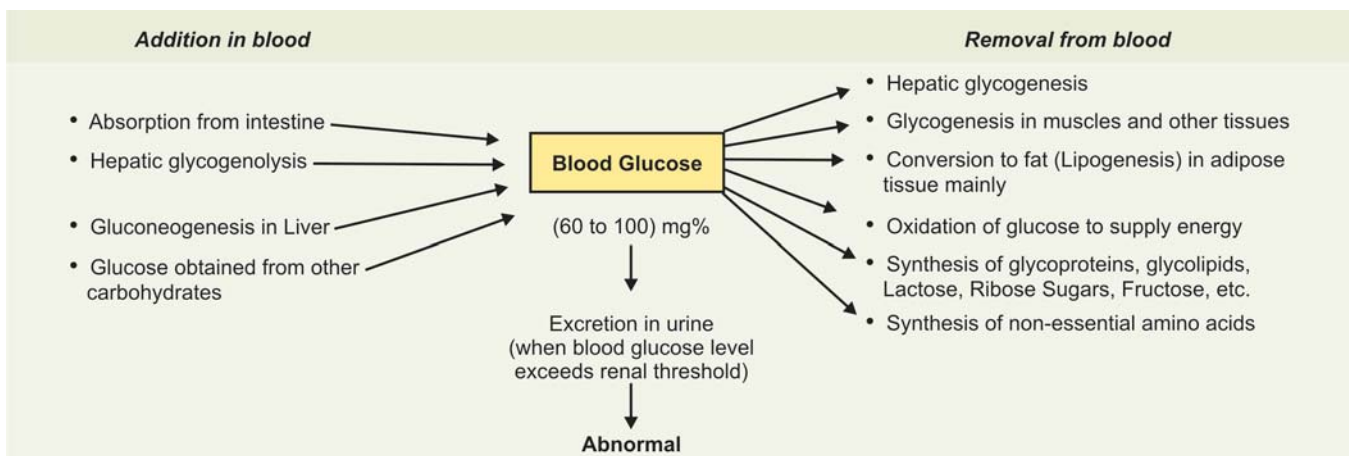 Addition in blood
Removal from blood
• Absorption from intestine
• Hepatic glycogenolysis
• Gluconeogenesis in Liver
• Glucose obtained from other
carbohydrates
Blood Glucose
(60 to 100) mg%
Excretion in urine
(when blood glucose level
exceeds renal threshold)
Abnormal
• Hepatic glycogenesis
• Glycogenesis in muscles and other tissues
• Conversion to fat (Lipogenesis) in adipose
tissue mainly
• Oxidation of glucose to supply energy
• Synthesis of glycoproteins, glycolipids,
Lactose, Ribose Sugars, Fructose, etc.
• Synthesis of non-essential amino acids